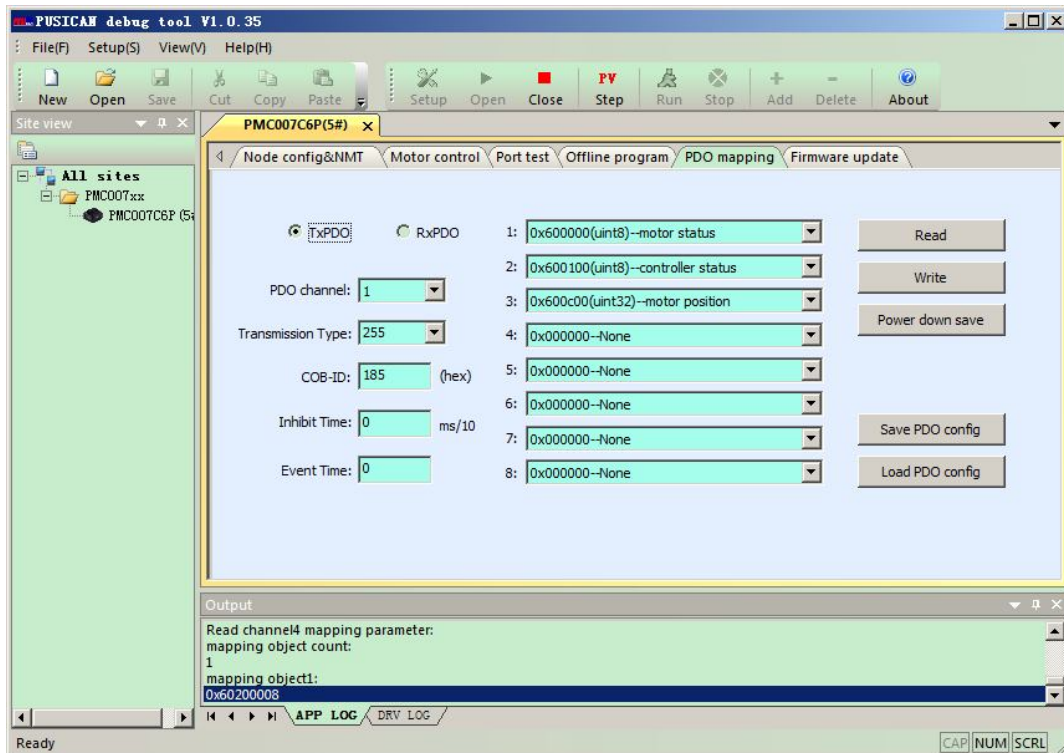 PUSICAN debug tool V1.0.35
File(F) Setup(S) View(V) Help(H)
New Open Save Cut Copy Paste Setup Open Close PV Step Run Stop Add Delete About
Site view
PMC007C6P(5#) x
All sites
PMC007xx
PMC007C6P (5
Node config&NMT Motor control Port test Offline program PDO mapping Firmware update
TxPDO RxPDO
PDO channel: 1
Transmission Type: 255
COB-ID: 185 (hex)
Inhibit Time: 0 ms/10
Event Time: 0
1: 0x600000(uint8)--motor status
2: 0x600100(uint8)--controller status
3: 0x600c00(uint32)--motor position
4: 0x000000--None
5: 0x000000--None
6: 0x000000--None
7: 0x000000--None
8: 0x000000--None
Read
Write
Power down save
Save PDO config
Load PDO config
Output
Read channel4 mapping parameter:
mapping object count:
1
mapping object1:
0x60200008
APP LOG DRV LOG
Ready CAP NUM SCRL